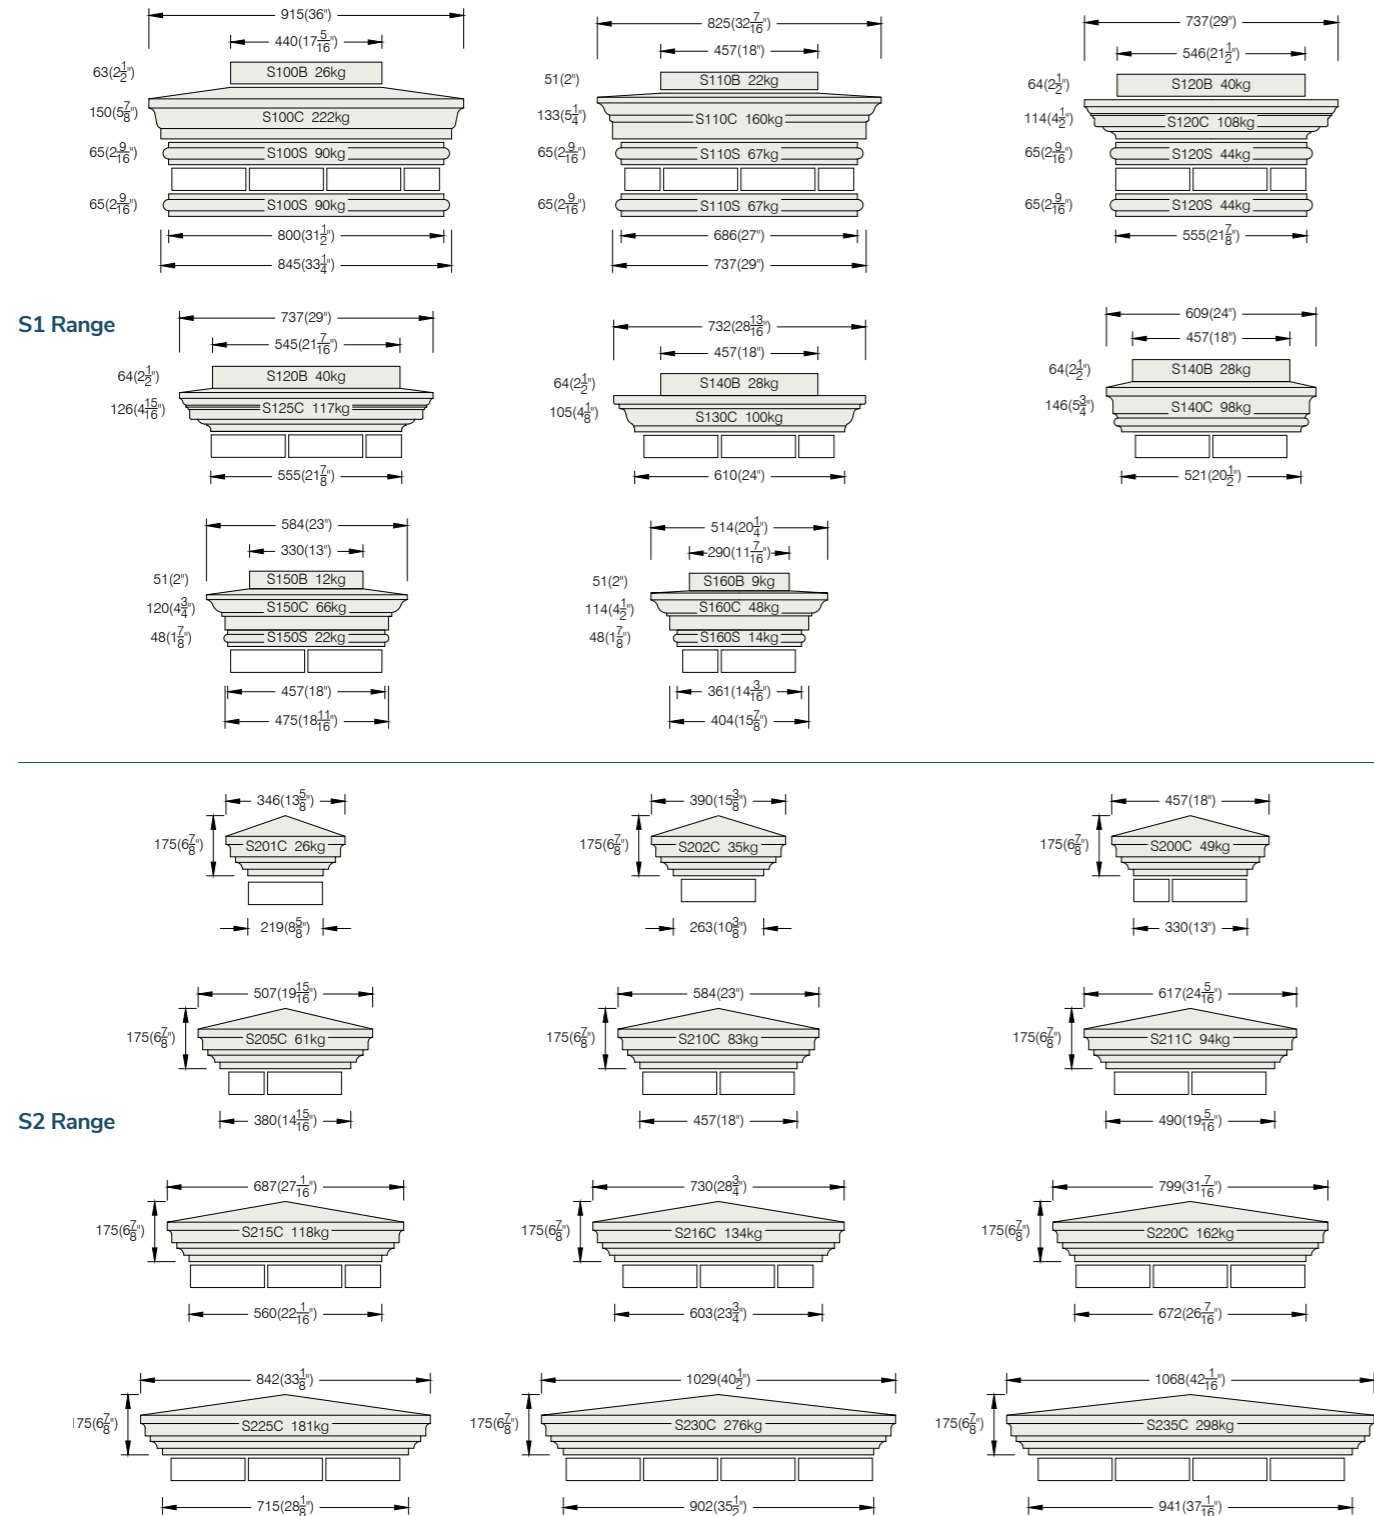 915(36")
440(17 5/16")
63(2 1/2")
S100B 26kg
150(5 7/8")
S100C 222kg
65(2 9/16")
S100S 90kg
65(2 9/16")
S100S 90kg
800(31 1/2")
845(33 1/4")
825(32 7/16")
457(18")
51(2")
S110B 22kg
133(5 1/4")
S110C 160kg
65(2 9/16")
S110S 67kg
65(2 9/16")
S110S 67kg
686(27")
737(29")
737(29")
546(21 1/2")
64(2 1/2")
S120B 40kg
114(4 1/2")
S120C 108kg
65(2 9/16")
S120S 44kg
65(2 9/16")
S120S 44kg
555(21 7/8")
S1 Range
737(29")
545(21 7/16")
64(2 1/2")
S120B 40kg
126(4 15/16")
S125C 117kg
555(21 7/8")
732(28 13/16")
457(18")
64(2 1/2")
S140B 28kg
105(4 1/8")
S130C 100kg
610(24")
609(24")
457(18")
64(2 1/2")
S140B 28kg
146(5 3/4")
S140C 98kg
521(20 1/2")
584(23")
330(13")
51(2")
S150B 12kg
120(4 3/4")
S150C 66kg
48(1 7/8")
S150S 22kg
457(18")
475(18 11/16")
514(20 1/4")
290(11 7/16")
51(2")
S160B 9kg
114(4 1/2")
S160C 48kg
48(1 7/8")
S160S 14kg
361(14 3/16")
404(15 7/8")
346(13 5/8")
175(6 7/8")
S201C 26kg
219(8 5/8")
390(15 3/8")
175(6 7/8")
S202C 35kg
263(10 3/8")
457(18")
175(6 7/8")
S200C 49kg
330(13")
507(19 15/16")
175(6 7/8")
S205C 61kg
380(14 15/16")
584(23")
175(6 7/8")
S210C 83kg
457(18")
617(24 5/16")
175(6 7/8")
S211C 94kg
490(19 5/16")
S2 Range
687(27 1/16")
175(6 7/8")
S215C 118kg
560(22 1/16")
730(28 3/4")
175(6 7/8")
S216C 134kg
603(23 3/4")
799(31 7/16")
175(6 7/8")
S220C 162kg
672(26 7/16")
842(33 1/8")
175(6 7/8")
S225C 181kg
715(28 1/8")
1029(40 1/2")
175(6 7/8")
S230C 276kg
902(35 1/2")
1068(42 1/16")
175(6 7/8")
S235C 298kg
941(37 1/16")